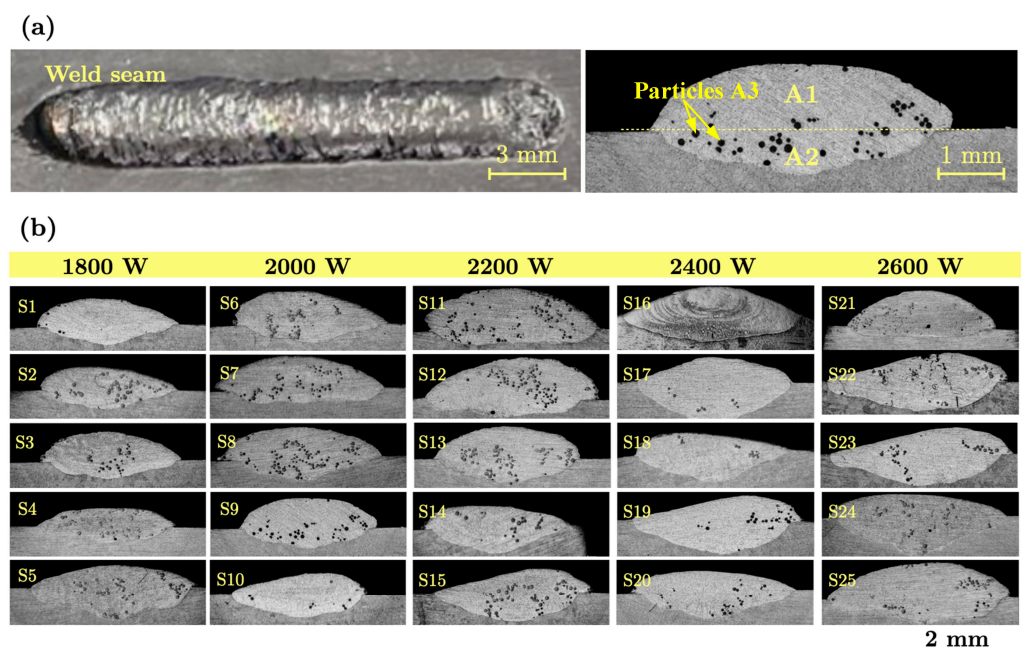 (a)
Weld seam
3 mm
Particles A3
A1
A2
1 mm
(b)
1800 W 2000 W 2200 W 2400 W 2600 W
S1 S6 S11 S16 S21
S2 S7 S12 S17 S22
S3 S8 S13 S18 S23
S4 S9 S14 S19 S24
S5 S10 S15 S20 S25
2 mm